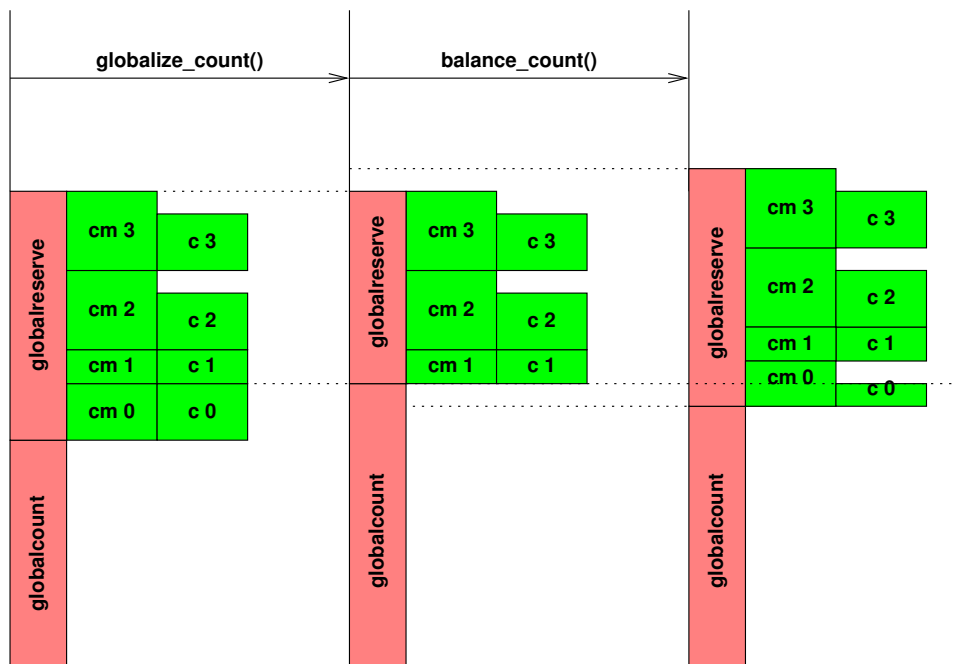 globalize_count()
balance_count()
globalreserve
cm 3
c 3
cm 2
c 2
cm 1
c 1
cm 0
c 0
globalcount
globalreserve
cm 3
c 3
cm 2
c 2
cm 1
c 1
globalcount
globalreserve
cm 3
c 3
cm 2
c 2
cm 1
c 1
cm 0
c 0
globalcount